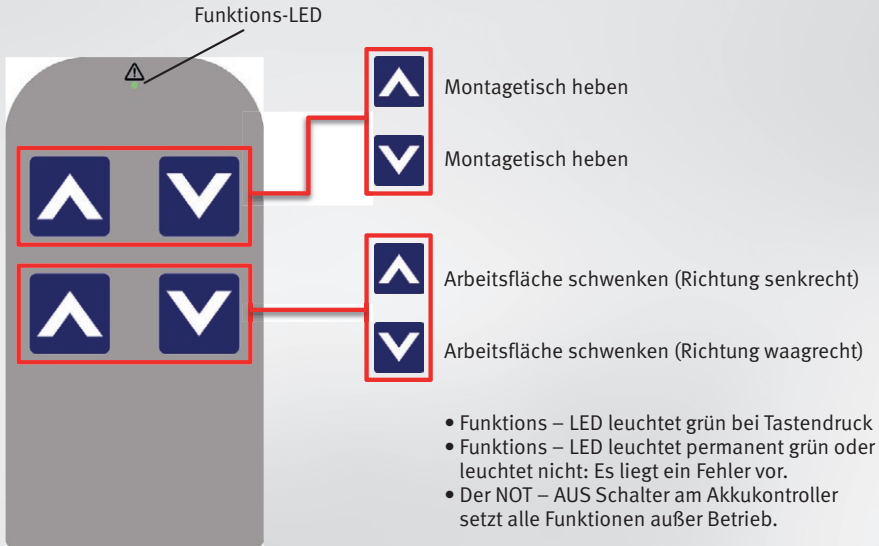 Funktions-LED
Montagetisch heben
Montagetisch heben
Arbeitsfläche schwenken (Richtung senkrecht)
Arbeitsfläche schwenken (Richtung waagrecht)
• Funktions – LED leuchtet grün bei Tastendruck
• Funktions – LED leuchtet permanent grün oder
leuchtet nicht: Es liegt ein Fehler vor.
• Der NOT – AUS Schalter am Akkukontroller
setzt alle Funktionen außer Betrieb.